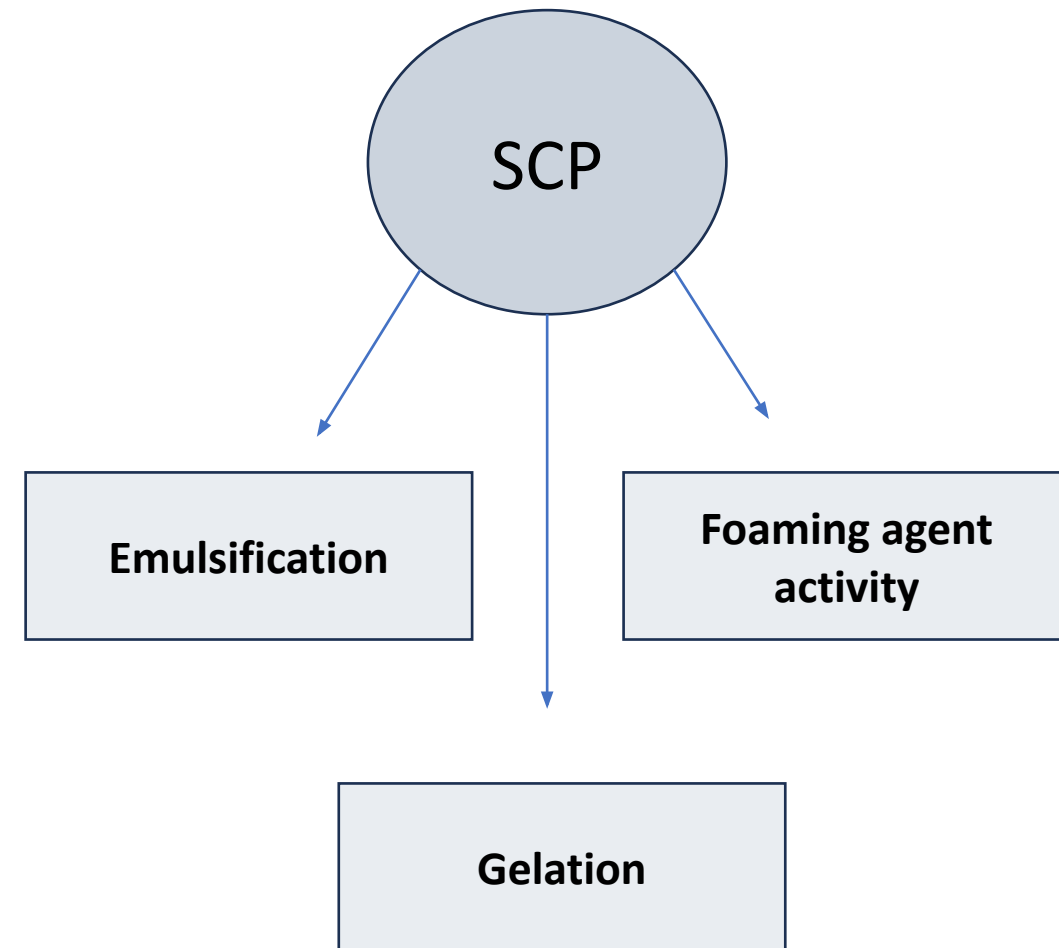 SCP
Emulsification
Foaming agent
activity
Gelation